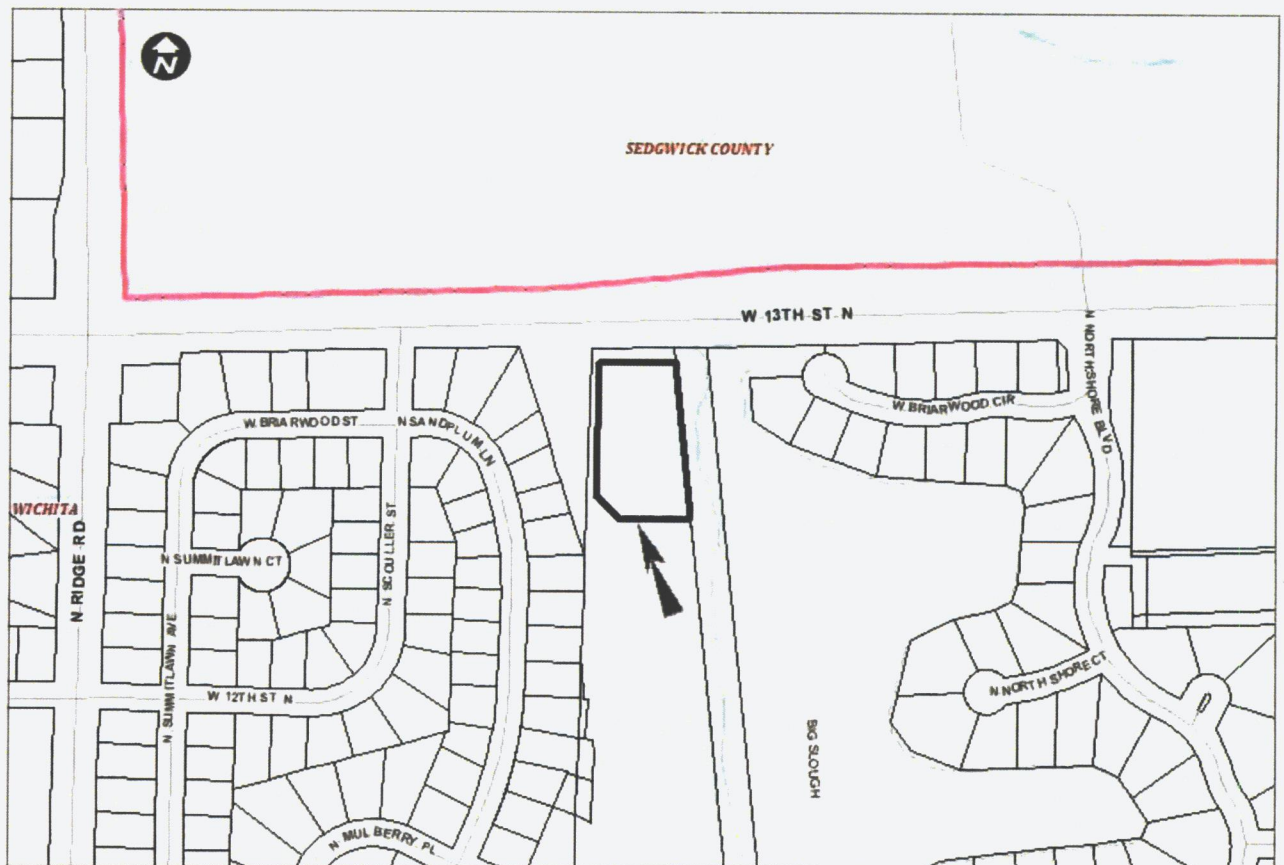 N
SEDGWICK COUNTY
W 13TH ST N
N NORTHSHORE BLVD
W BRIARWOOD CIR
W BRIARWOOD ST
N SANDPLUM LN
WICHITA
N RIDGE RD
N SUMMITLAWN CT
N SCOULLER ST
N SUMMITLAWN AVE
W 12TH ST N
N NORTH SHORE CT
BIG SLOUGH
N MULBERRY PL